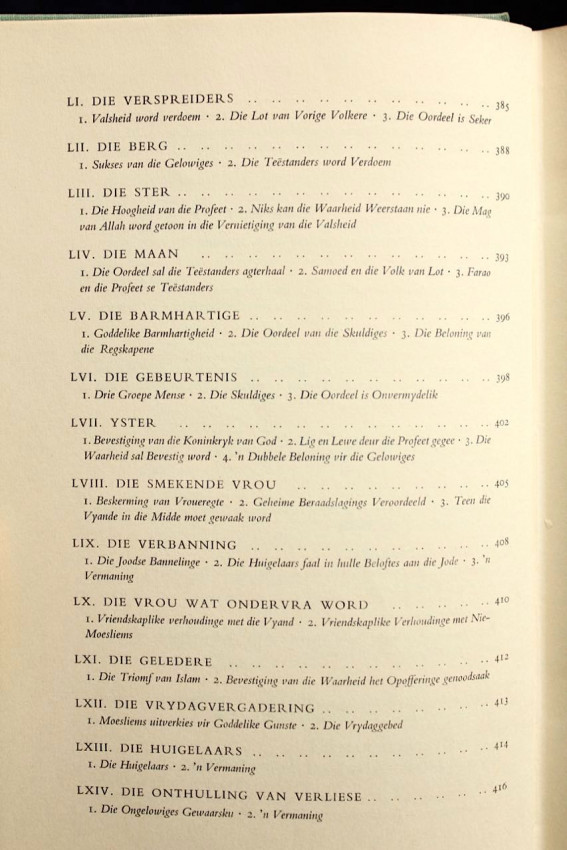 LI. DIE VERSPREIDERS .. .. .. .. .. .. .. .. .. .. .. 385
1. Valsheid word verdoem · 2. Die Lot van Vorige Volkere · 3. Die Oordeel is Seker
LII. DIE BERG .. .. .. .. .. .. .. .. .. .. .. .. .. 388
1. Sukses van die Gelowiges · 2. Die Teëstanders word Verdoem
LIII. DIE STER .. .. .. .. .. .. .. .. .. .. .. .. .. 390
1. Die Hoogheid van die Profeet · 2. Niks kan die Waarheid Weerstaan nie · 3. Die Mag
van Allah word getoon in die Vernietiging van die Valsheid
LIV. DIE MAAN .. .. .. .. .. .. .. .. .. .. .. .. 393
1. Die Oordeel sal die Teëstanders agterhaal · 2. Samoed en die Volk van Lot · 3. Farao
en die Profeet se Teëstanders
LV. DIE BARMHARTIGE .. .. .. .. .. .. .. .. .. .. .. 396
1. Goddelike Barmhartigheid · 2. Die Oordeel van die Skuldiges · 3. Die Beloning van
die Regskapene
LVI. DIE GEBEURTENIS .. .. .. .. .. .. .. .. .. .. .. 398
1. Drie Groepe Mense · 2. Die Skuldiges · 3. Die Oordeel is Onvermydelik
LVII. YSTER .. .. .. .. .. .. .. .. .. .. .. .. .. 402
1. Bevestiging van die Koninkryk van God · 2. Lig en Lewe deur die Profeet gegee · 3. Die
Waarheid sal Bevestig word · 4. 'n Dubbele Beloning vir die Gelowiges
LVIII. DIE SMEKENDE VROU .. .. .. .. .. .. .. .. .. 405
1. Beskerming van Vroueregte · 2. Geheime Beraadslagings Veroordeeld · 3. Teen die
Vyande in die Midde moet gewaak word
LIX. DIE VERBANNING .. .. .. .. .. .. .. .. .. .. .. 408
1. Die Joodse Bannelinge · 2. Die Huigelaars faal in hulle Beloftes aan die Jode · 3. 'n
Vermaning
LX. DIE VROU WAT ONDERVRA WORD .. .. .. .. .. 410
1. Vriendskaplike verhoudinge met die Vyand · 2. Vriendskaplike Verhoudinge met Nie-
Moesliems
LXI. DIE GELEDERE .. .. .. .. .. .. .. .. .. .. .. 412
1. Die Triomf van Islam · 2. Bevestiging van die Waarheid het Opofferinge genoodsaak
LXII. DIE VRYDAGVERGADERING .. .. .. .. .. .. .. 413
1. Moesliems uitverkies vir Goddelike Gunste · 2. Die Vrydaggebed
LXIII. DIE HUIGELAARS .. .. .. .. .. .. .. .. .. .. 414
1. Die Huigelaars · 2. 'n Vermaning
LXIV. DIE ONTHULLING VAN VERLIESE .. .. .. .. .. 416
1. Die Ongelowiges Gewaarsku · 2. 'n Vermaning